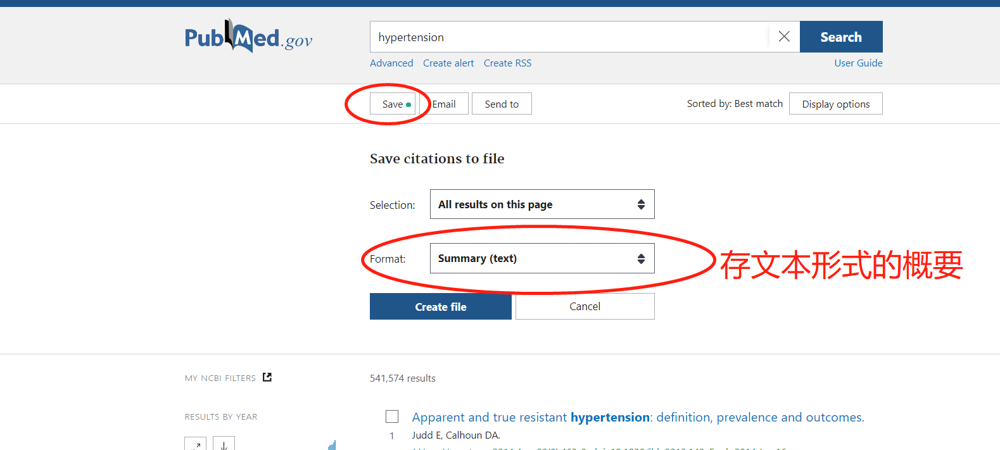 PubMed.gov
hypertension
Search
Advanced Create alert Create RSS
User Guide
Save Email Send to
Sorted by: Best match Display options
Save citations to file
Selection: All results on this page
Format: Summary (text)
存文本形式的概要
Create file Cancel
MY NCBI FILTERS
541,574 results
RESULTS BY YEAR
Apparent and true resistant hypertension: definition, prevalence and outcomes.
1 Judd E, Calhoun DA.